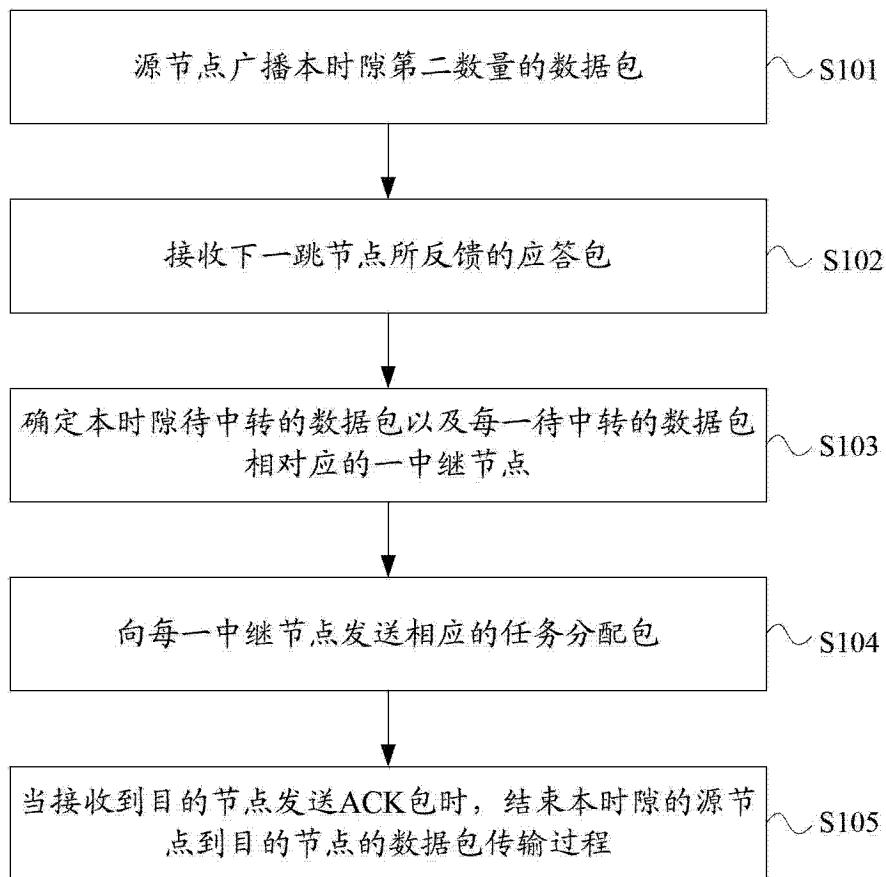 源节点广播本时隙第二数量的数据包
S101
接收下一跳节点所反馈的应答包
S102
确定本时隙待中转的数据包以及每一待中转的数据包
相对应的一中继节点
S103
向每一中继节点发送相应的任务分配包
S104
当接收到目的节点发送ACK包时，结束本时隙的源节
点到目的节点的数据包传输过程
S105